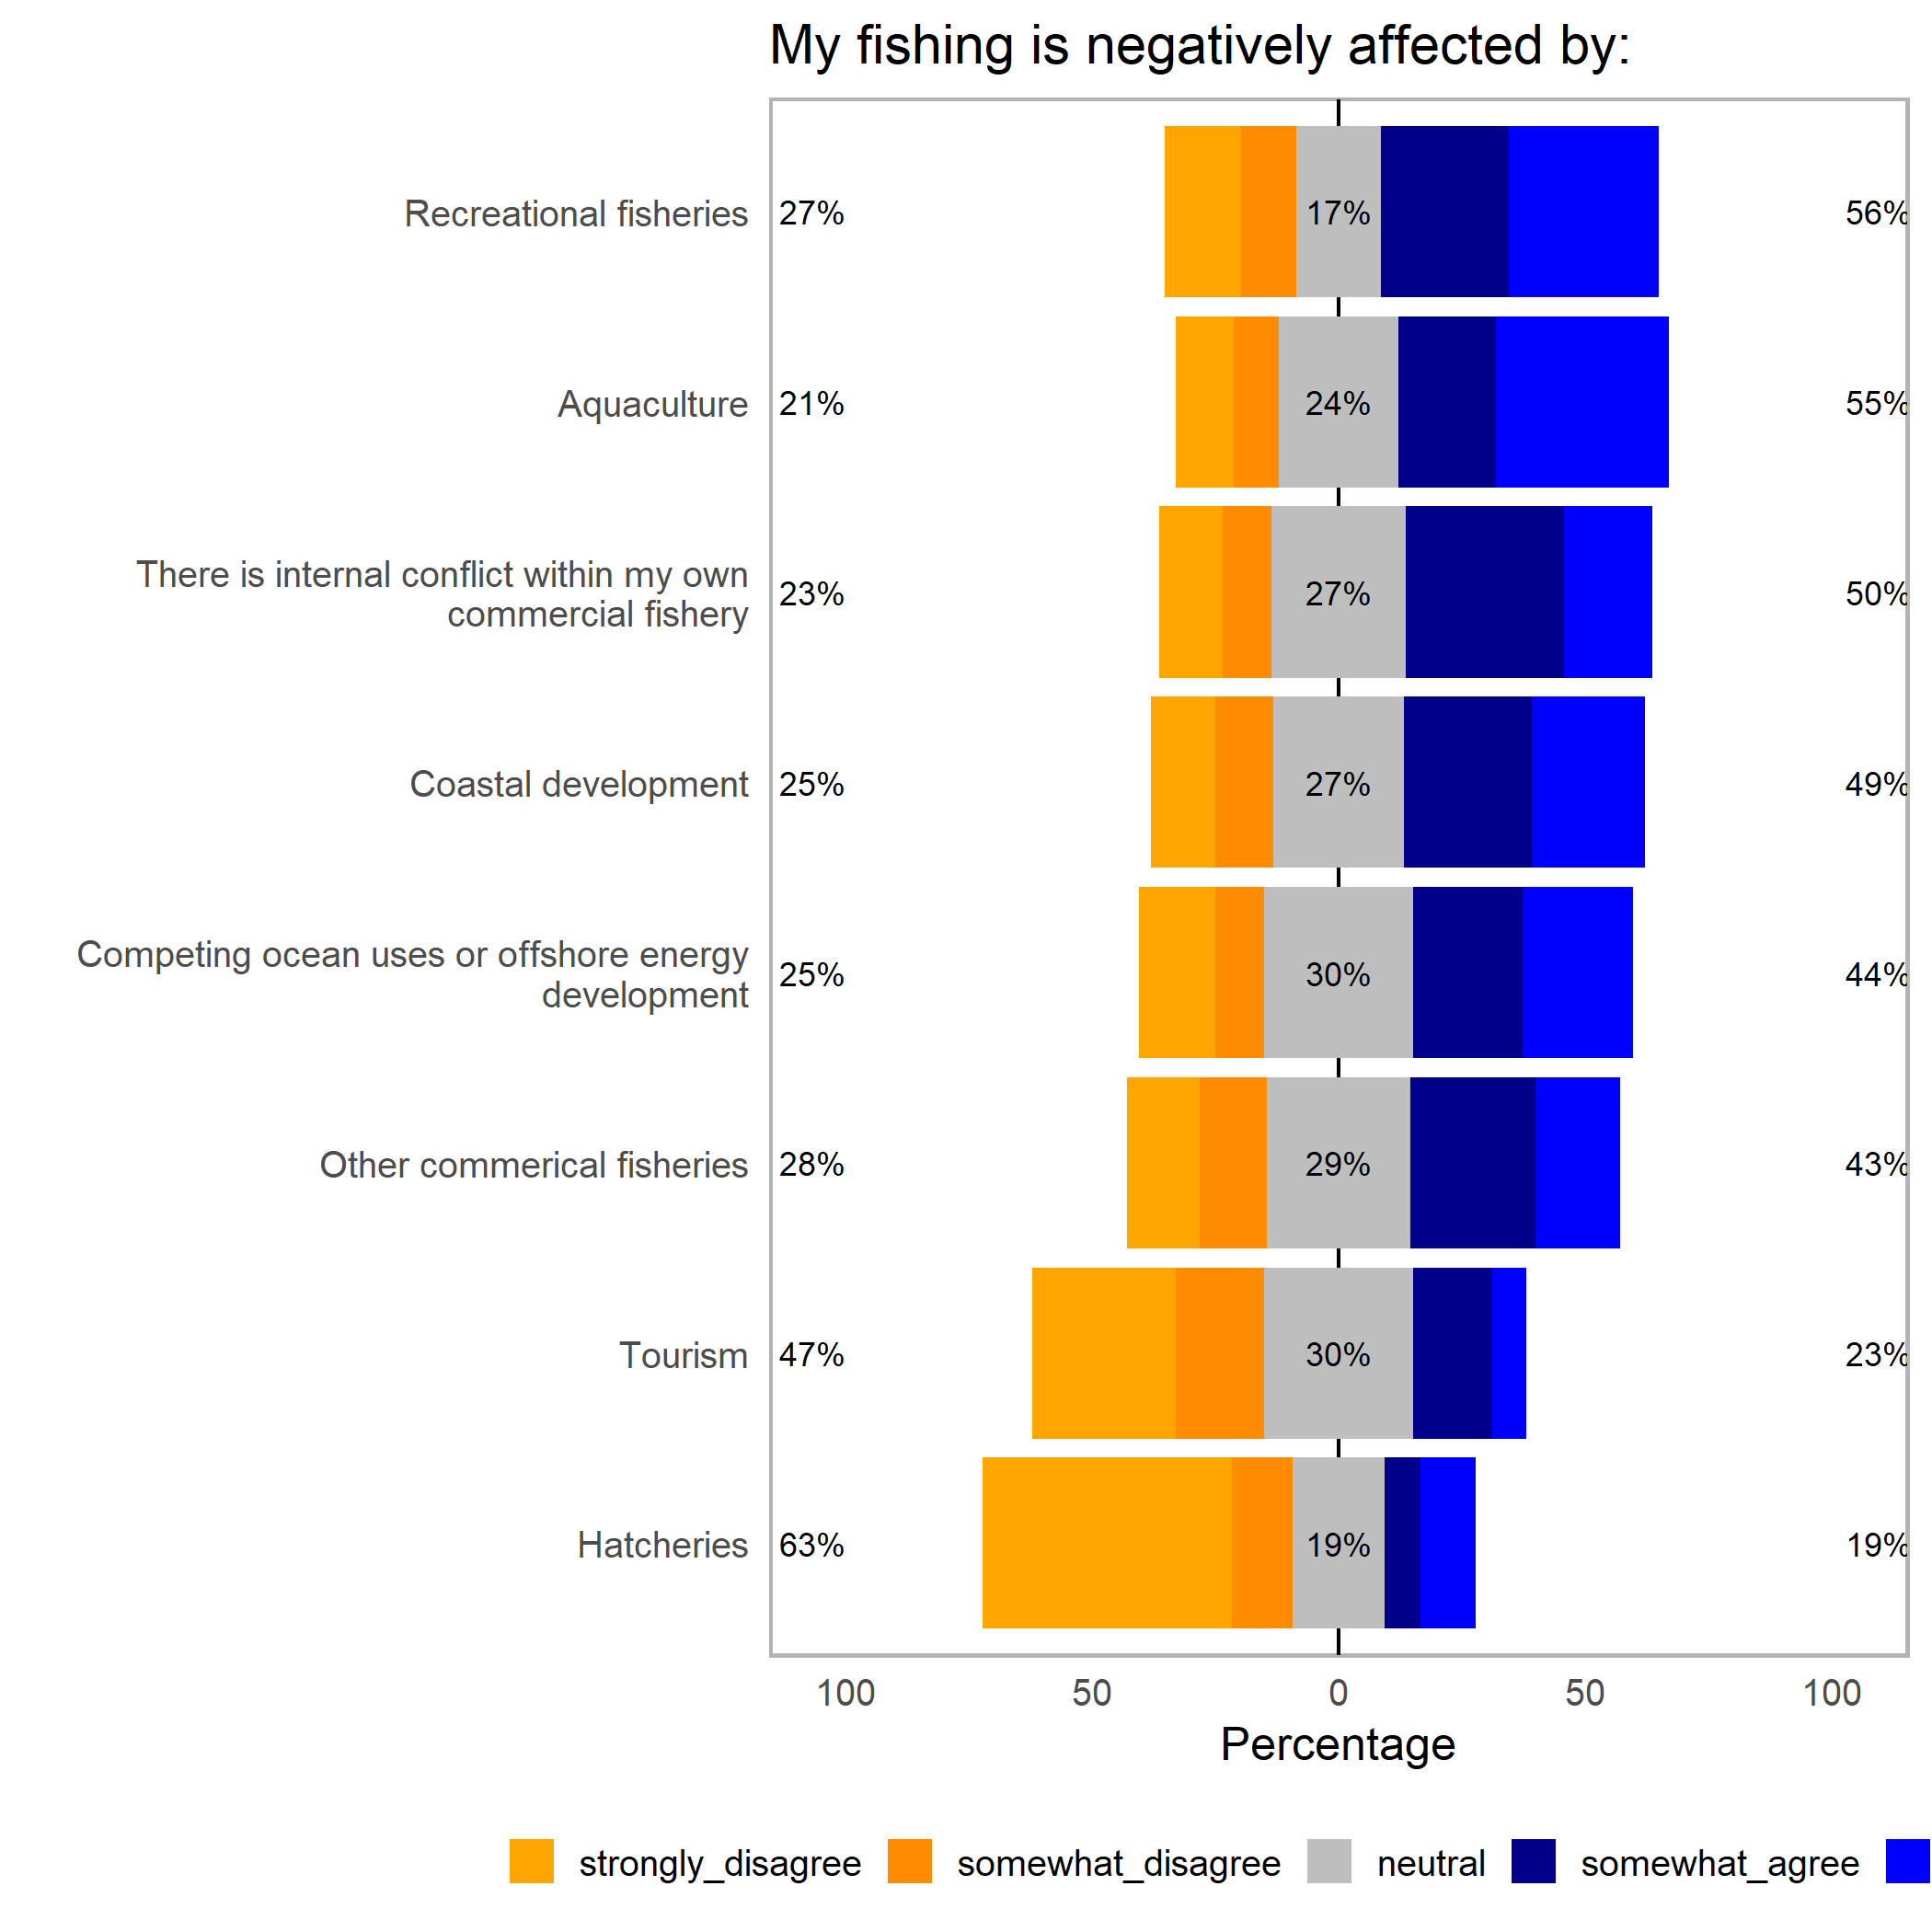 My fishing is negatively affected by:
Recreational fisheries 27% 17% 56%
Aquaculture 21% 24% 55%
There is internal conflict within my own
commercial fishery 23% 27% 50%
Coastal development 25% 27% 49%
Competing ocean uses or offshore energy
development 25% 30% 44%
Other commerical fisheries 28% 29% 43%
Tourism 47% 30% 23%
Hatcheries 63% 19% 19%
100 50 0 50 100
Percentage
strongly_disagree somewhat_disagree neutral somewhat_agree